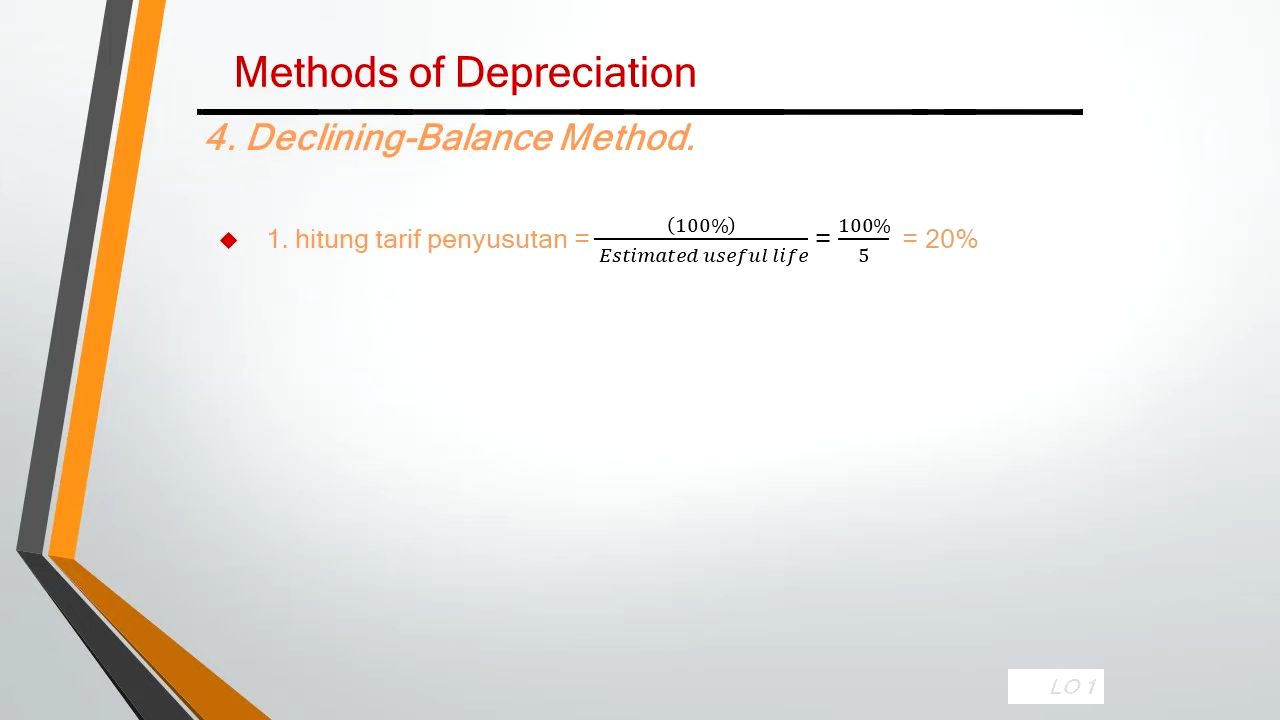 Methods of Depreciation
4. Declining-Balance Method.
◆ 1. hitung tarif penyusutan = (100%) / Estimated useful life = 100% / 5 = 20%
LO 1